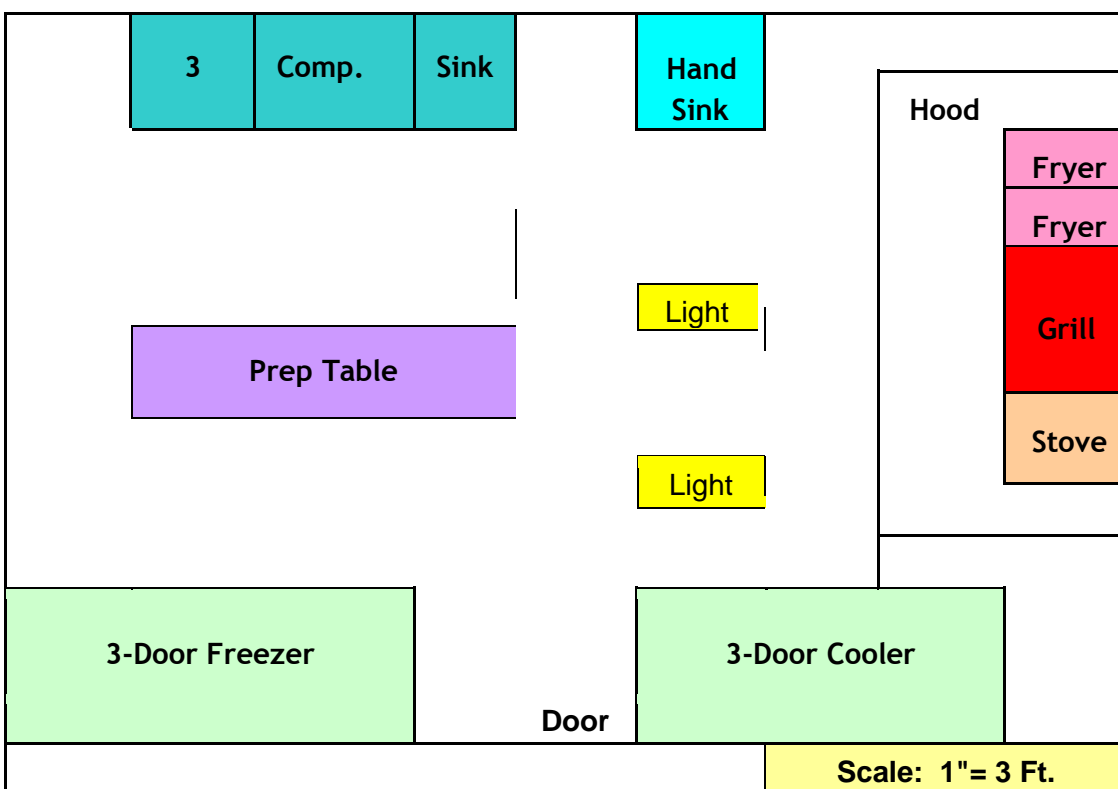 3 Comp. Sink
Hand
Sink
Hood
Fryer
Fryer
Light
Grill
Prep Table
Stove
Light
3-Door Freezer
3-Door Cooler
Door
Scale: 1"= 3 Ft.